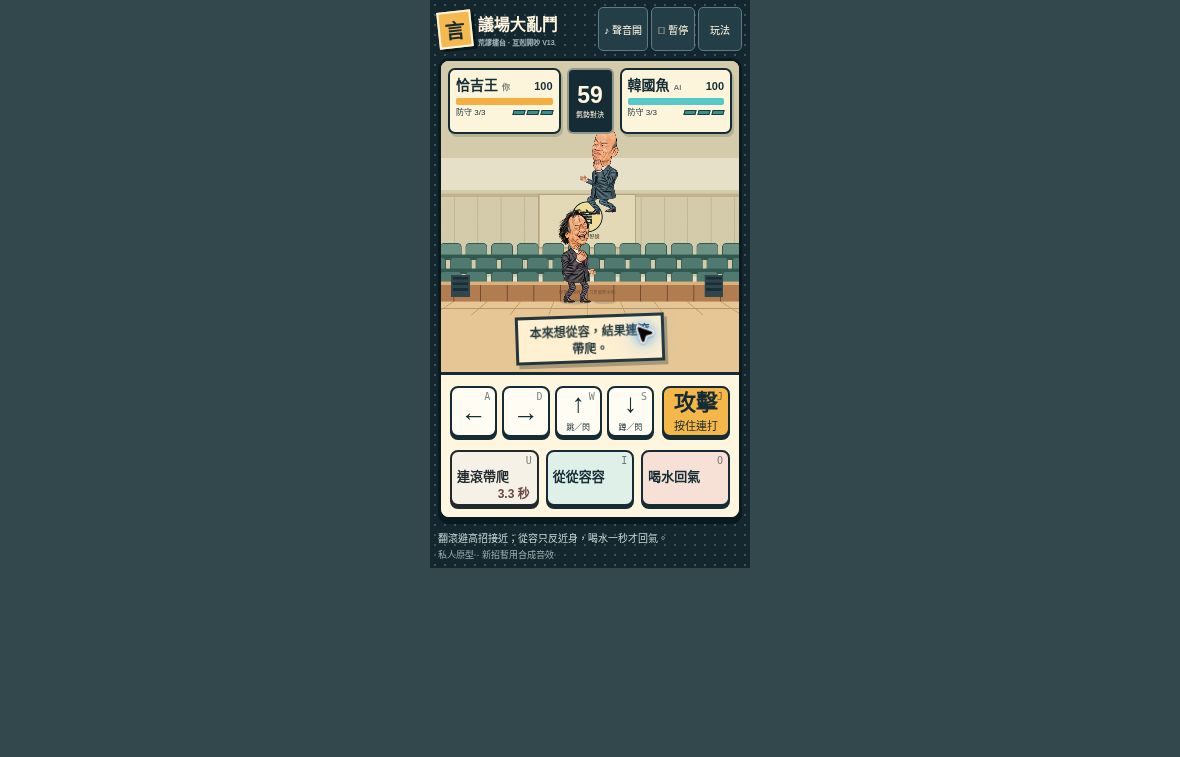 言 議場大亂鬥
荒謬擂台 · 互剋開吵 V13
♪ 聲音開
暫停
玩法
恰吉王 你 100
防守 3/3
59
氣勢對決
韓國魚 AI 100
防守 3/3
言
本來想從容，結果連滾
帶爬。
A ←
D →
W ↑ 跳／閃
S ↓ 蹲／閃
J 攻擊
按住連打
U
連滾帶爬
3.3 秒
I
從從容容
O
喝水回氣
翻滾避高招接近；從容只反近身，喝水一秒才回氣。
私人原型 · 新招暫用合成音效